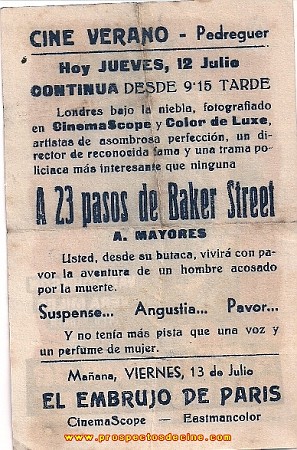 CINE VERANO - Pedreguer
Hoy JUEVES, 12 Julio
CONTINUA DESDE 9'15 TARDE
Londres bajo la niebla, fotografiado
en CinemaScope y Color de Luxe,
artistas de asombrosa perfección, un di-
rector de reconocida fama y una trama po-
liciaca más interesante que ninguna
A 23 pasos de Baker Street
A. MAYORES
Usted, desde su butaca, vivirá con pa-
vor la aventura de un hombre acosado
por la muerte.
Suspense... Angustia... Pavor...
Y no tenía más pista que una voz y
un perfume de mujer.
Mañana, VIERNES, 13 de Julio
EL EMBRUJO DE PARIS
CinemaScope — Eastmancolor
www.prospectosdecine.com